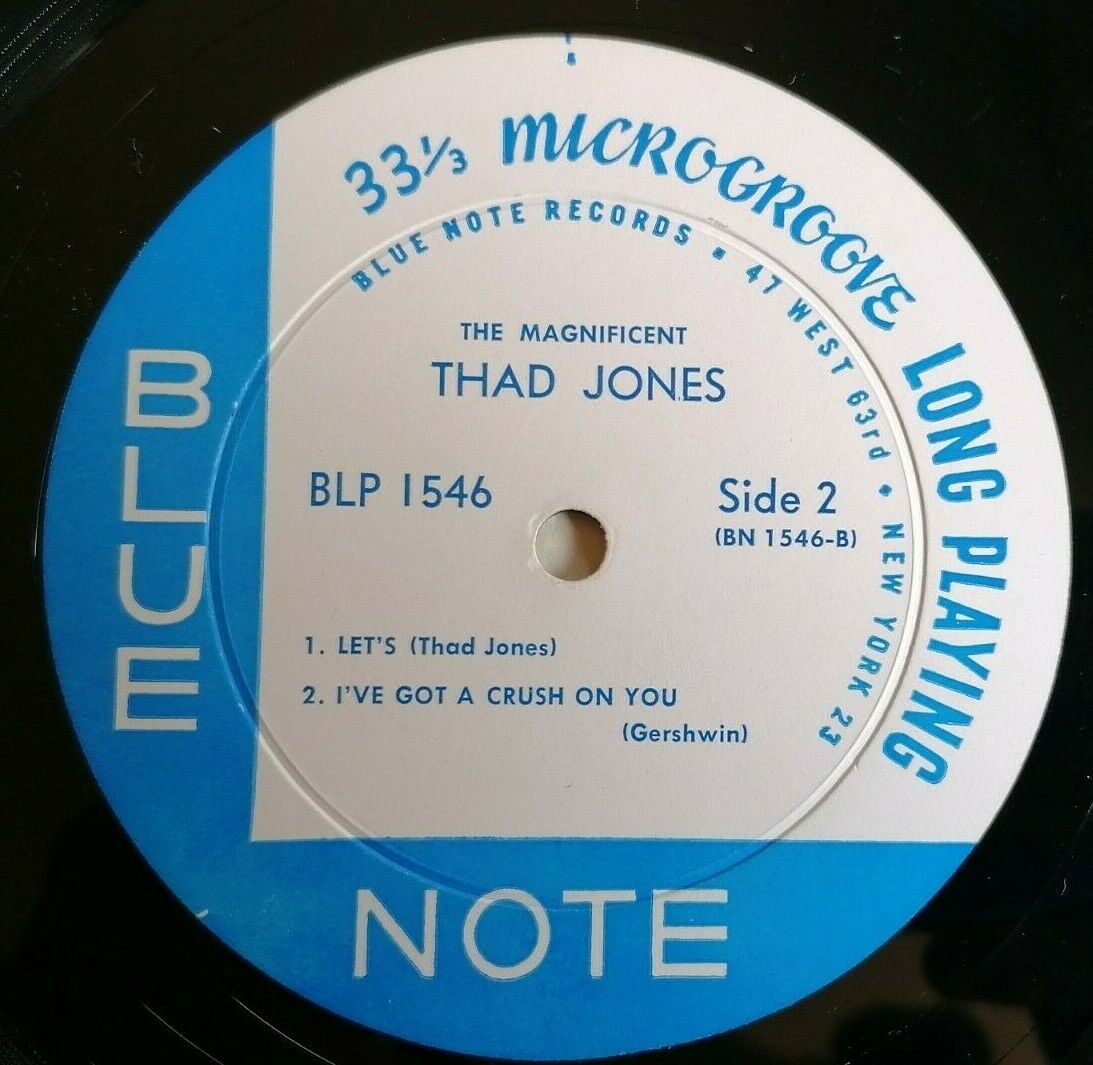 33⅓ MICROGROOVE LONG PLAYING
BLUE NOTE RECORDS • 47 WEST 63rd • NEW YORK 23
THE MAGNIFICENT
THAD JONES
BLP 1546
Side 2
(BN 1546-B)
1. LET'S (Thad Jones)
2. I'VE GOT A CRUSH ON YOU
(Gershwin)
BLUE
NOTE